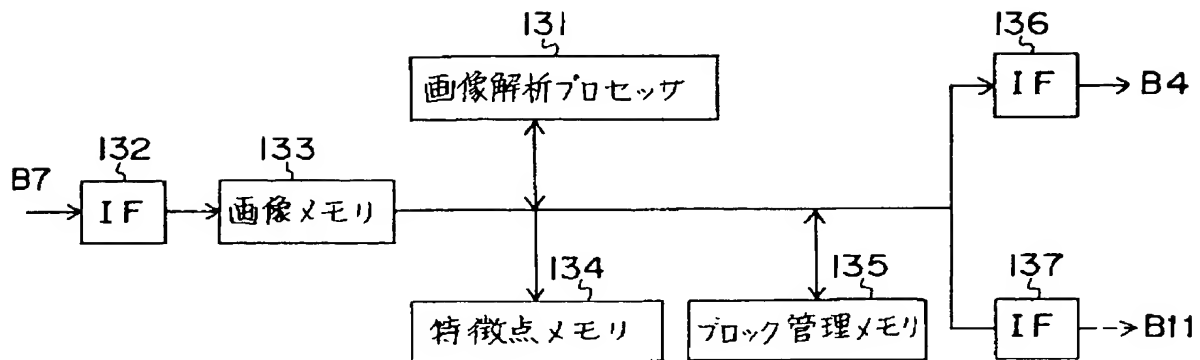 131
画像解析プロセッサ
136
IF
B4
132
133
B7
IF
画像メモリ
134
135
137
特徴点メモリ
ブロック管理メモリ
IF
B11